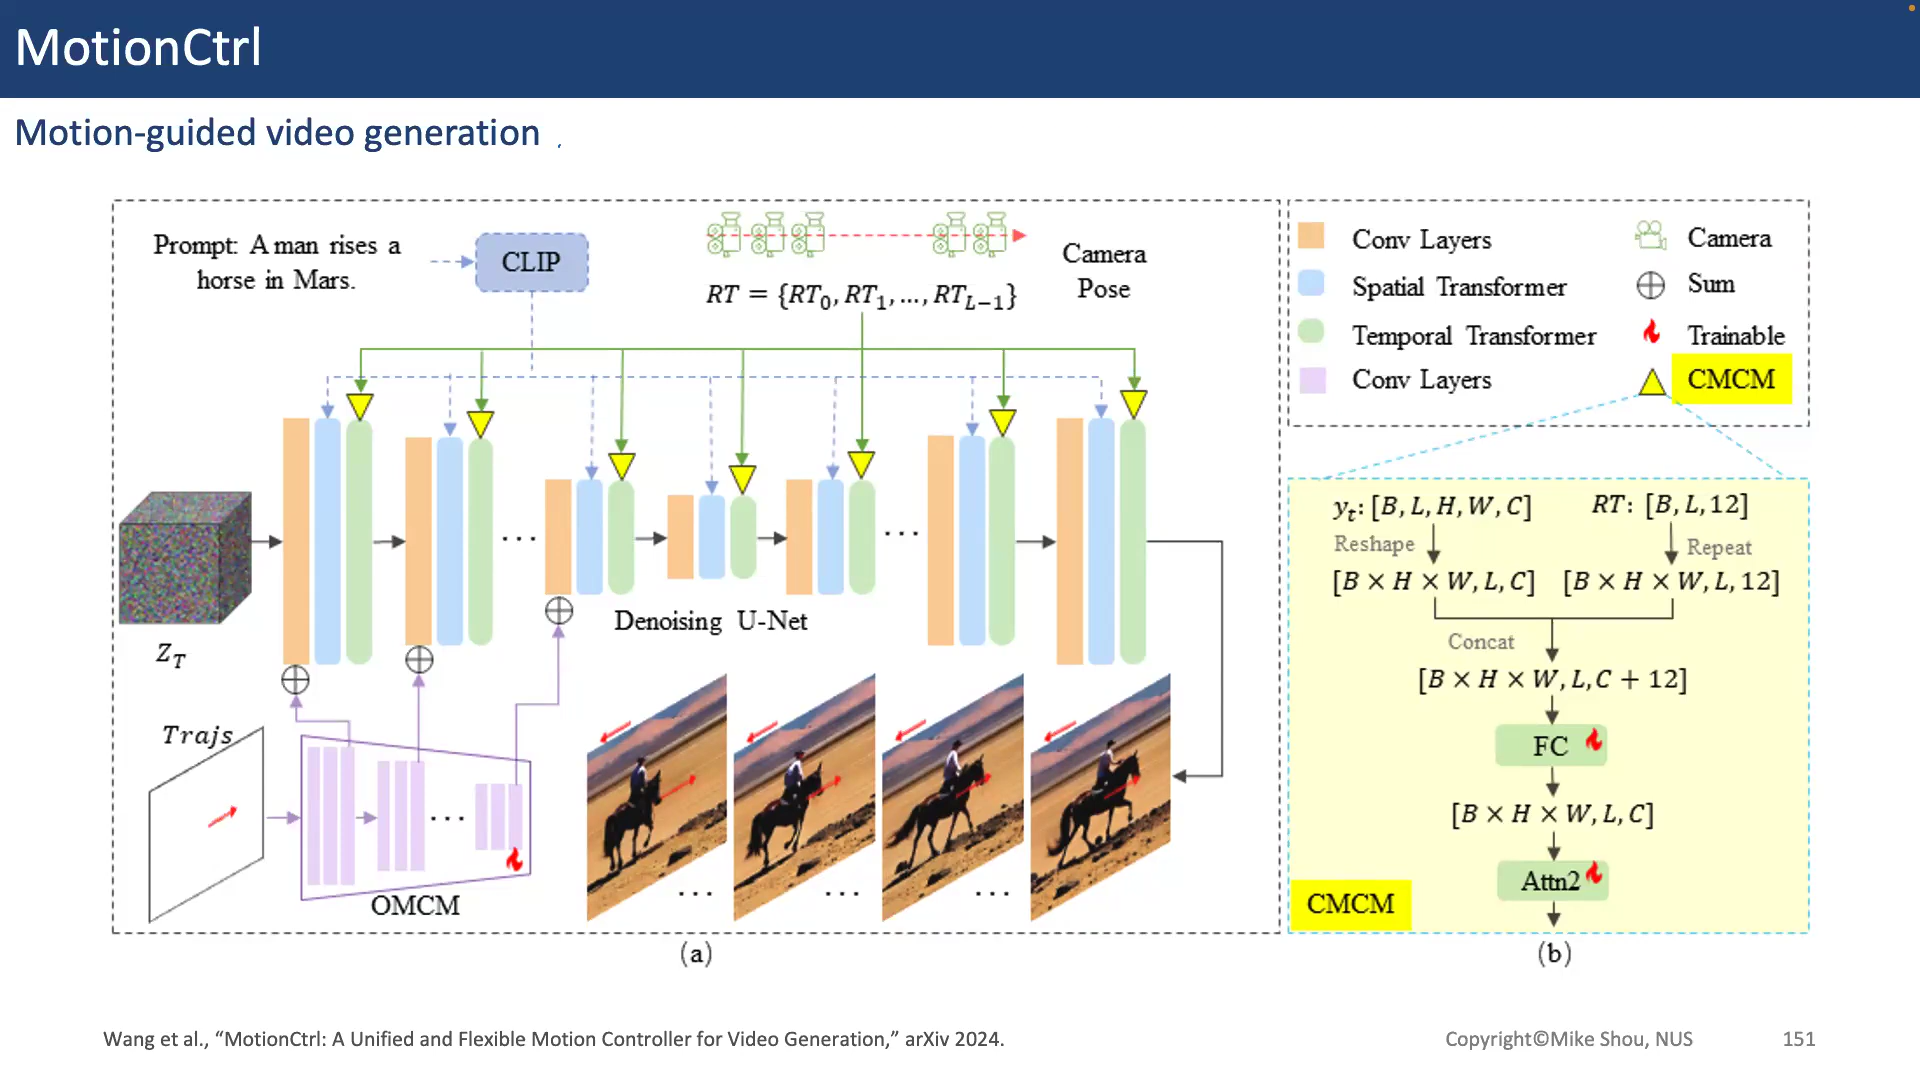 MotionCtrl
Motion-guided video generation
Prompt: A man rises a
horse in Mars.
CLIP
RT = {RT₀, RT₁, ..., RT_{L−1}}
Camera
Pose
Z_T
Denoising U-Net
Trajs
OMCM
(a)
Conv Layers
Camera
Spatial Transformer
Sum
Temporal Transformer
Trainable
Conv Layers
CMCM
y_t: [B, L, H, W, C]
RT: [B, L, 12]
Reshape
Repeat
[B × H × W, L, C]
[B × H × W, L, 12]
Concat
[B × H × W, L, C + 12]
FC
[B × H × W, L, C]
Attn2
CMCM
(b)
Wang et al., “MotionCtrl: A Unified and Flexible Motion Controller for Video Generation,” arXiv 2024.
Copyright©Mike Shou, NUS
151